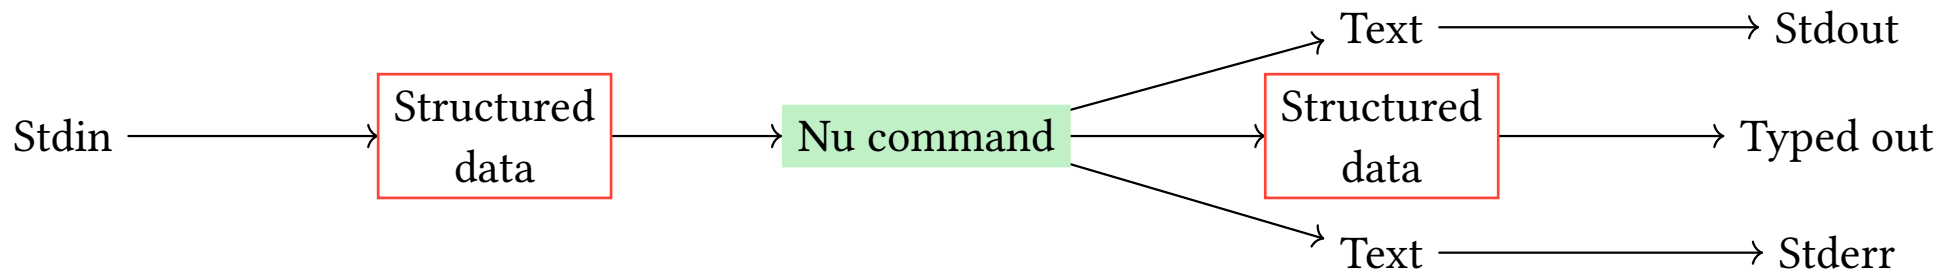 Text
Stdout
Stdin
Structured
data
Nu command
Structured
data
Typed out
Text
Stderr